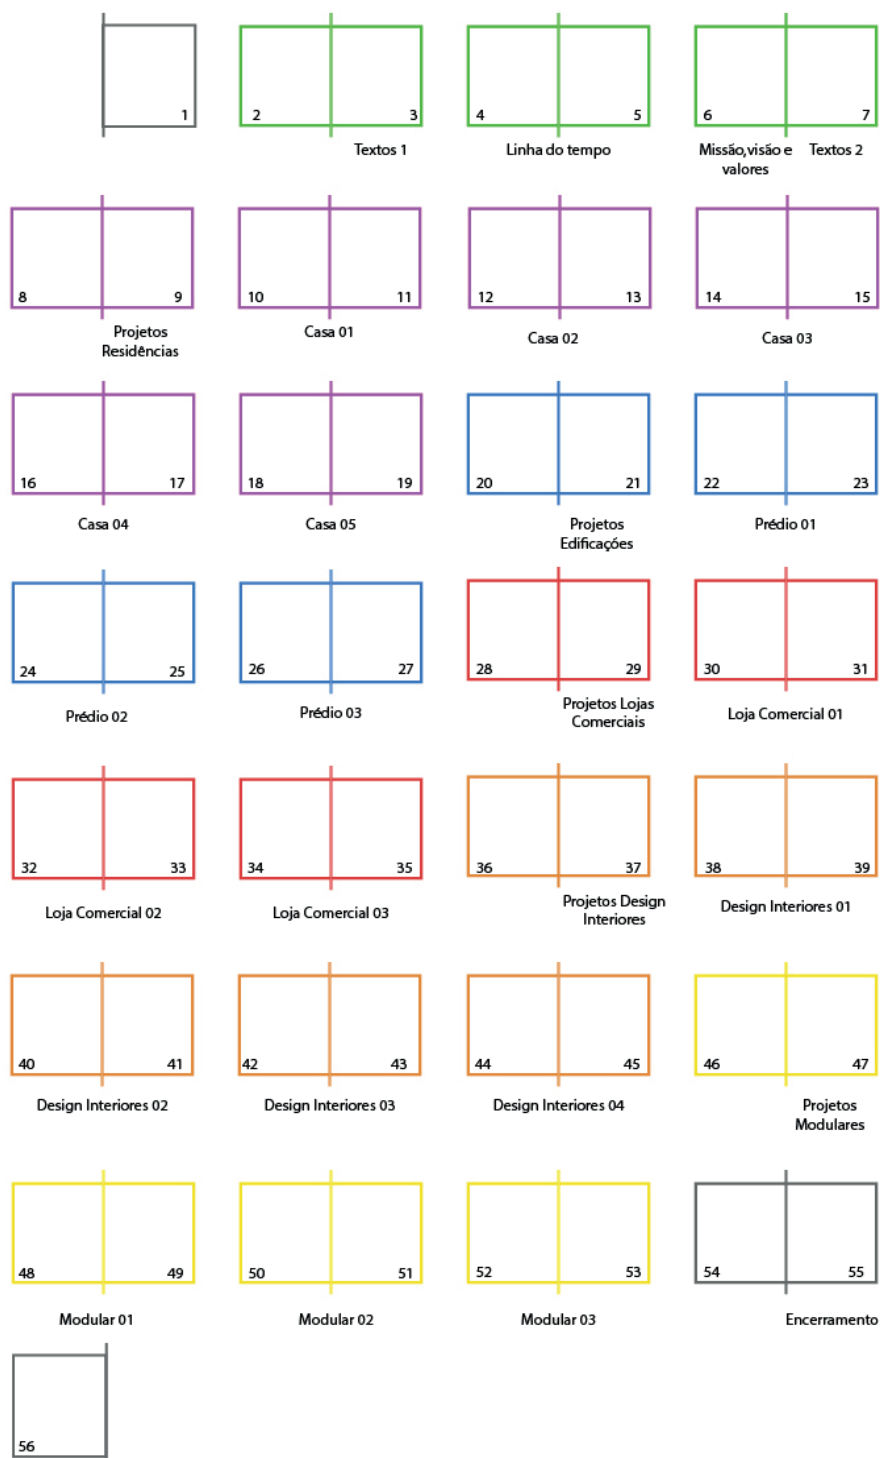 1
2 3
4 5
6 7
Textos 1
Linha do tempo
Missão,visão e
valores
Textos 2
8 9
10 11
12 13
14 15
Projetos
Residências
Casa 01
Casa 02
Casa 03
16 17
18 19
20 21
22 23
Casa 04
Casa 05
Projetos
Edificações
Prédio 01
24 25
26 27
28 29
30 31
Prédio 02
Prédio 03
Projetos Lojas
Comerciais
Loja Comercial 01
32 33
34 35
36 37
38 39
Loja Comercial 02
Loja Comercial 03
Projetos Design
Interiores
Design Interiores 01
40 41
42 43
44 45
46 47
Design Interiores 02
Design Interiores 03
Design Interiores 04
Projetos
Modulares
48 49
50 51
52 53
54 55
Modular 01
Modular 02
Modular 03
Encerramento
56